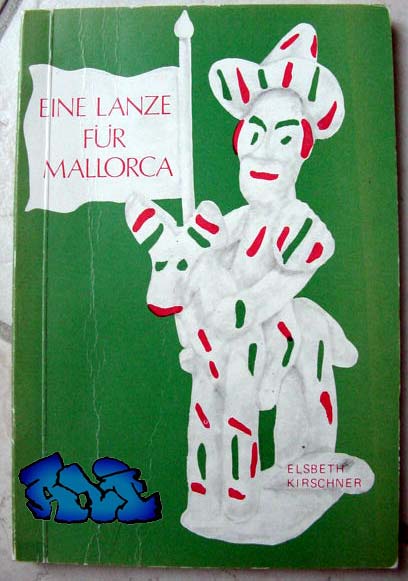 EINE LANZE
FÜR
MALLORCA
ELSBETH
KIRSCHNER